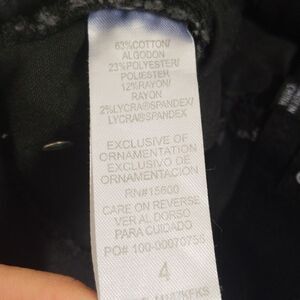 63%COTTON/
ALGODON
23%POLYESTER/
POLIESTER
12%RAYON/
RAYON
2%LYCRA®SPANDEX/
LYCRA®SPANDEX
EXCLUSIVE OF
ORNAMENTATION
EXCLUSIVO DE
ORNAMENTACION
RN#15600
CARE ON REVERSE
VER AL DORSO
PARA CUIDADO
PO# 100-00070758
4